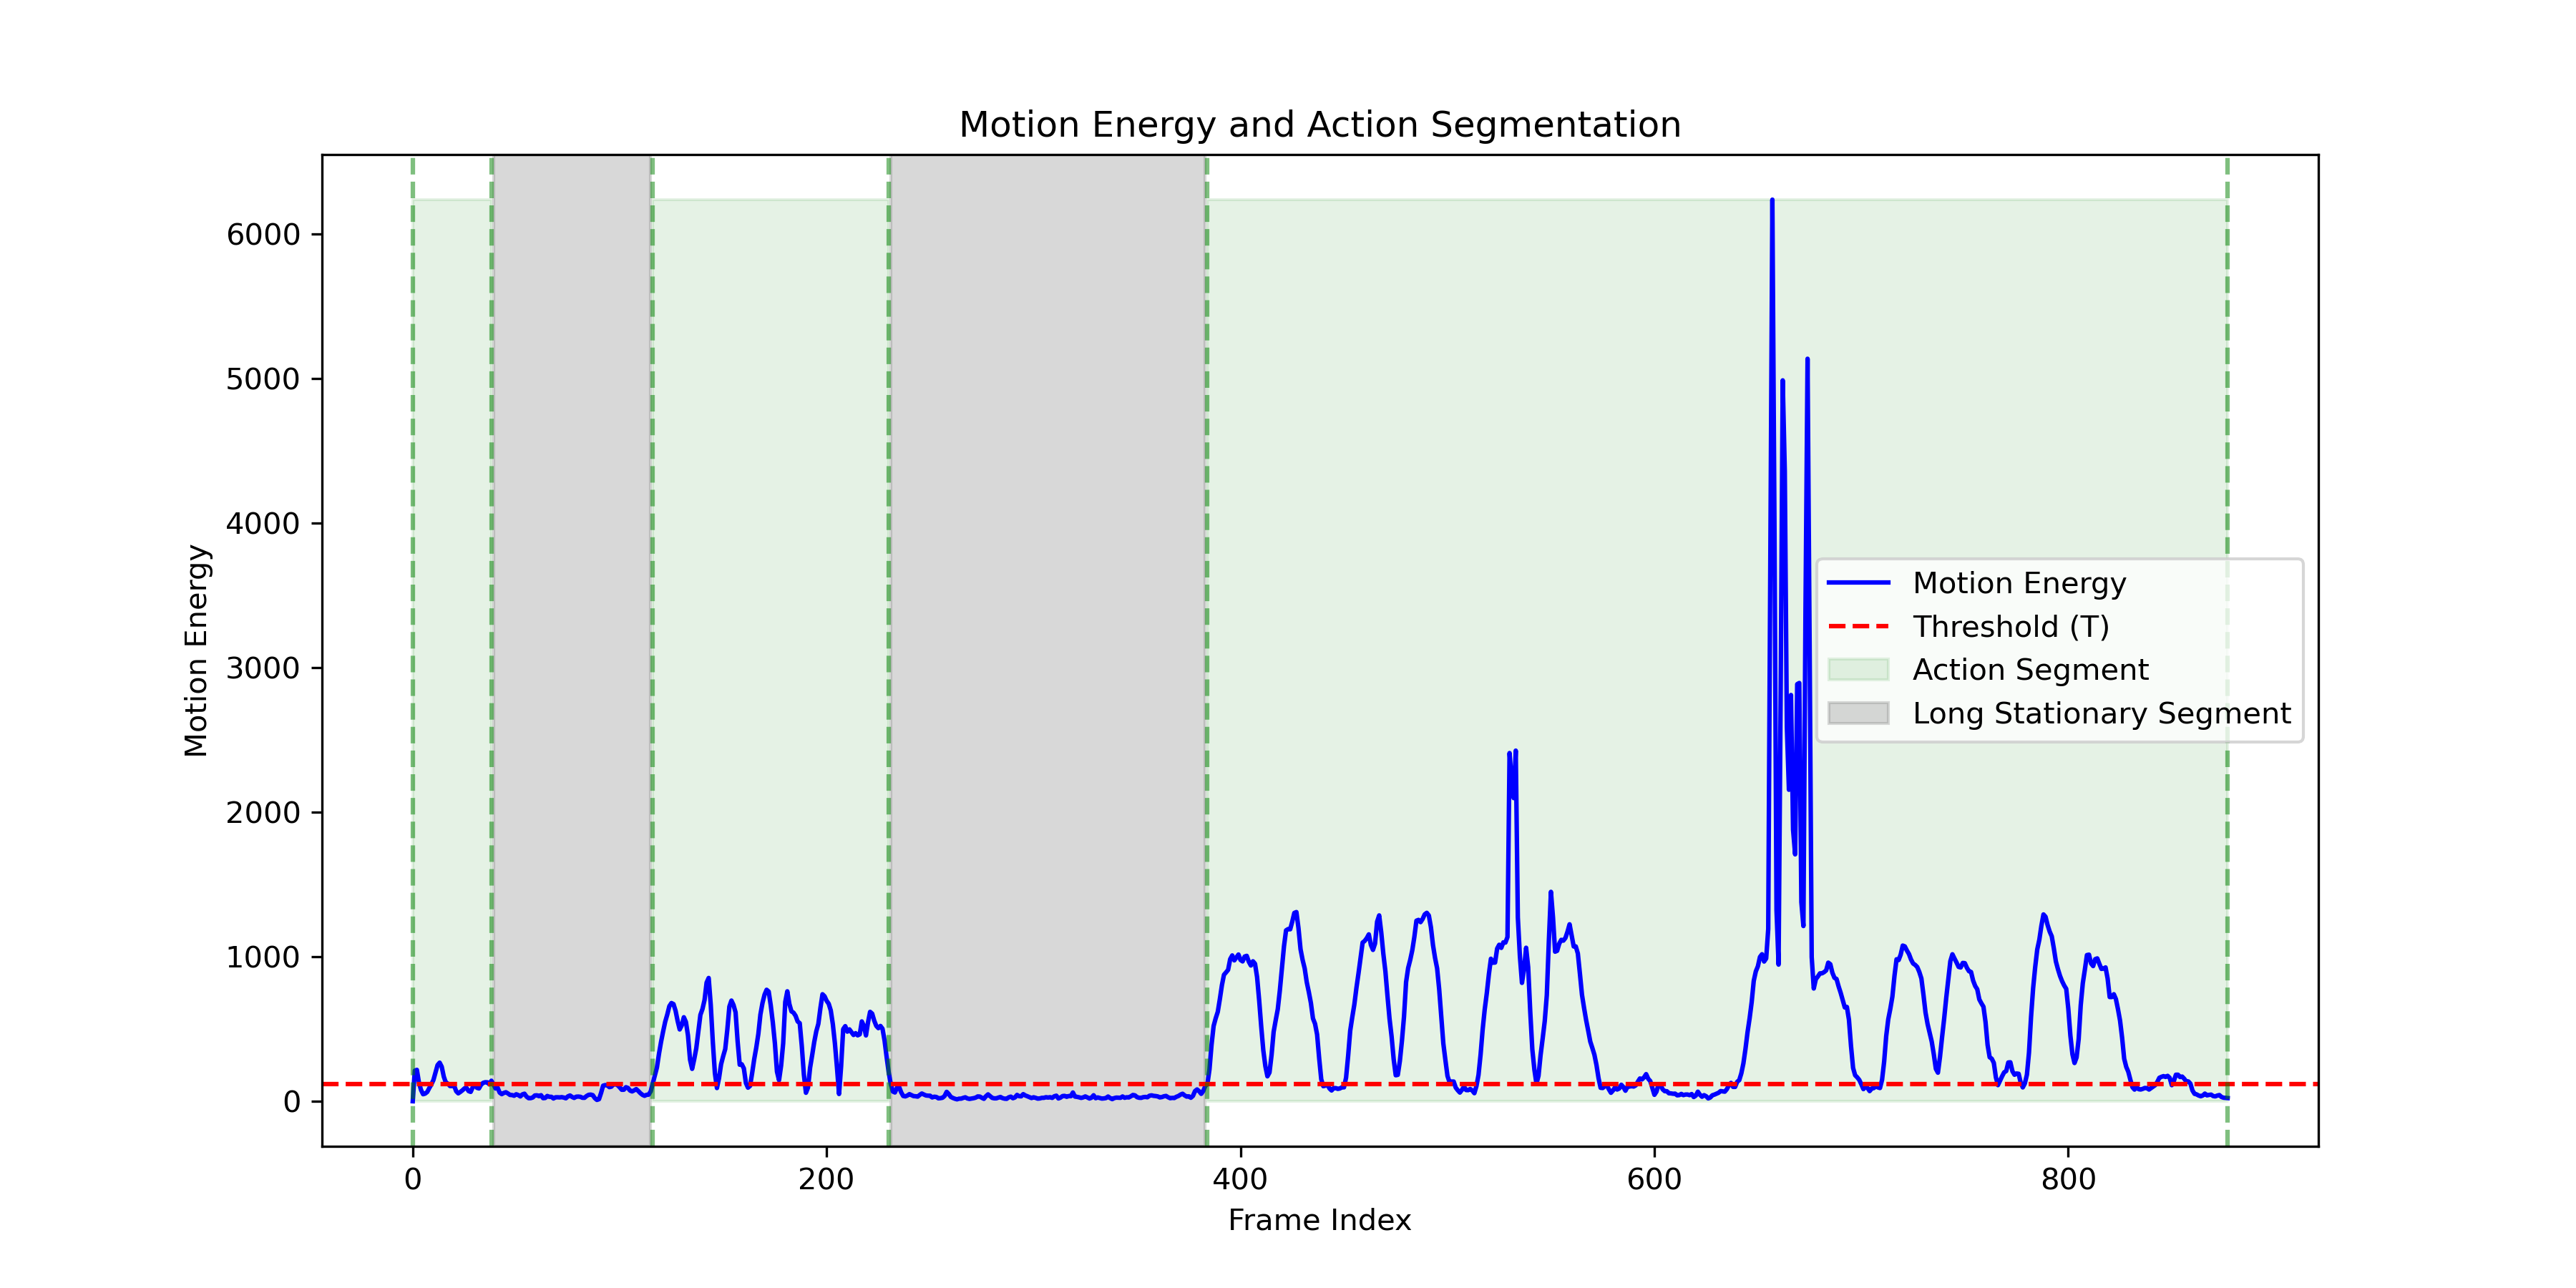 Motion Energy and Action Segmentation
6000
5000
4000
3000
2000
1000
0
Motion Energy
Motion Energy
Threshold (T)
Action Segment
Long Stationary Segment
0 200 400 600 800
Frame Index